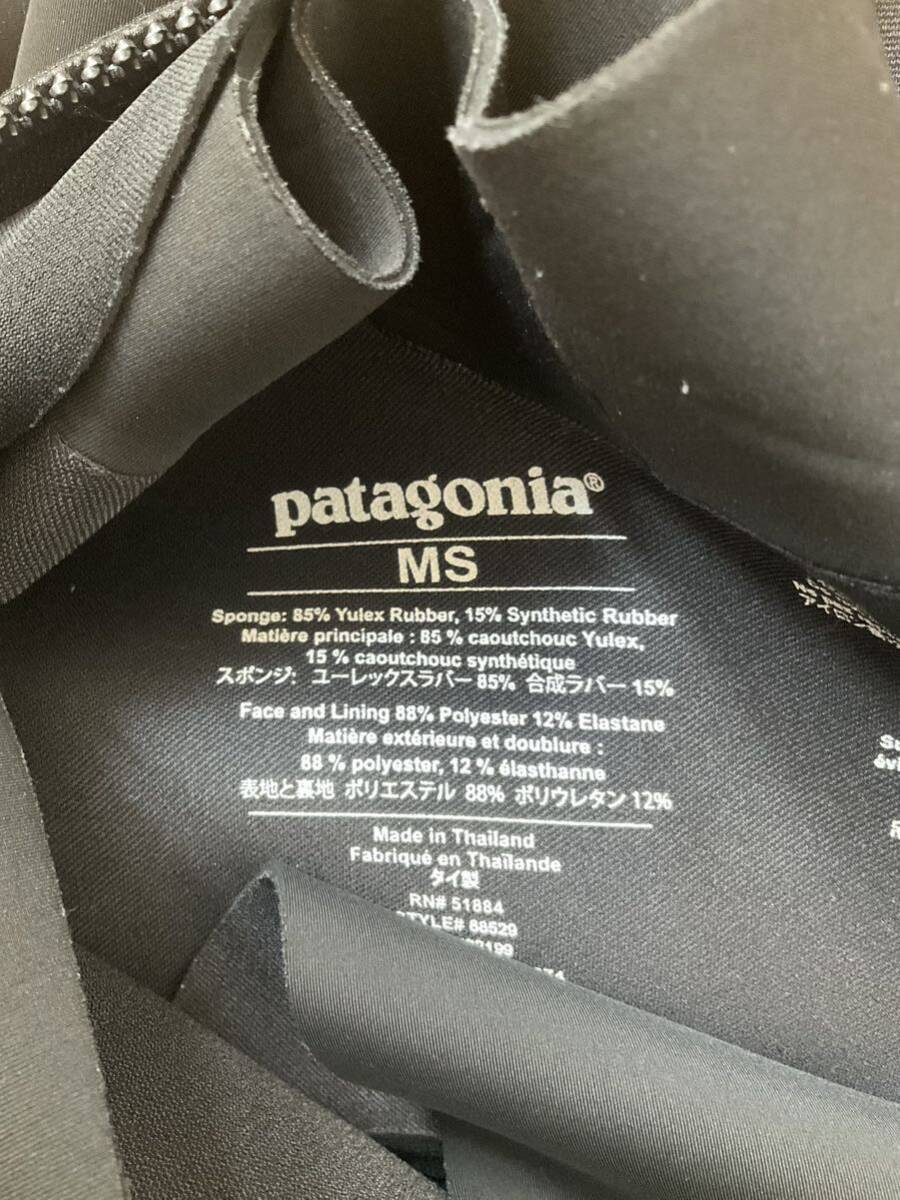 patagonia®
MS
Sponge: 85% Yulex Rubber, 15% Synthetic Rubber
Matière principale : 85 % caoutchouc Yulex,
15 % caoutchouc synthétique
スポンジ: ユーレックスラバー 85% 合成ラバー 15%
Face and Lining 88% Polyester 12% Elastane
Matière extérieure et doublure :
88 % polyester, 12 % élasthanne
表地と裏地 ポリエステル 88% ポリウレタン 12%
Made in Thailand
Fabriqué en Thaïlande
タイ製
RN# 51884
STYLE# 88529